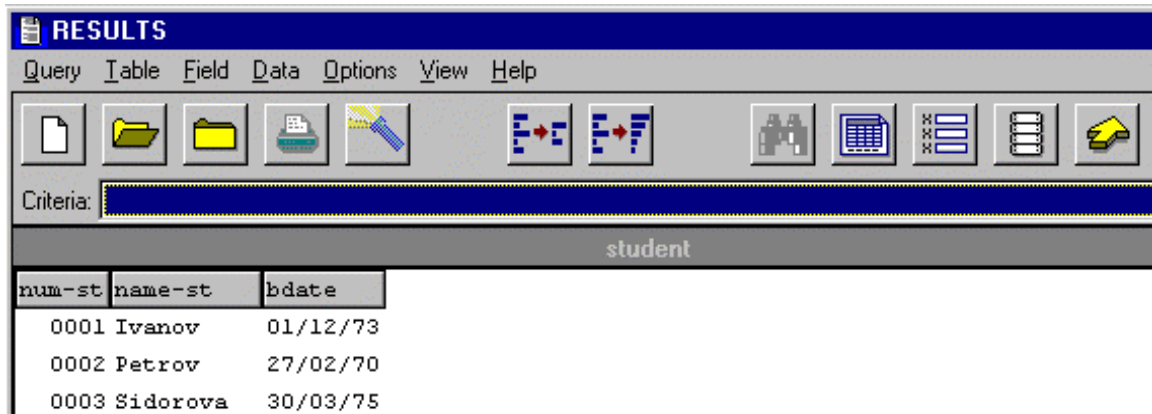 RESULTS
Query Table Field Data Options View Help
Criteria:
student
num-st name-st bdate
0001 Ivanov 01/12/73
0002 Petrov 27/02/70
0003 Sidorova 30/03/75